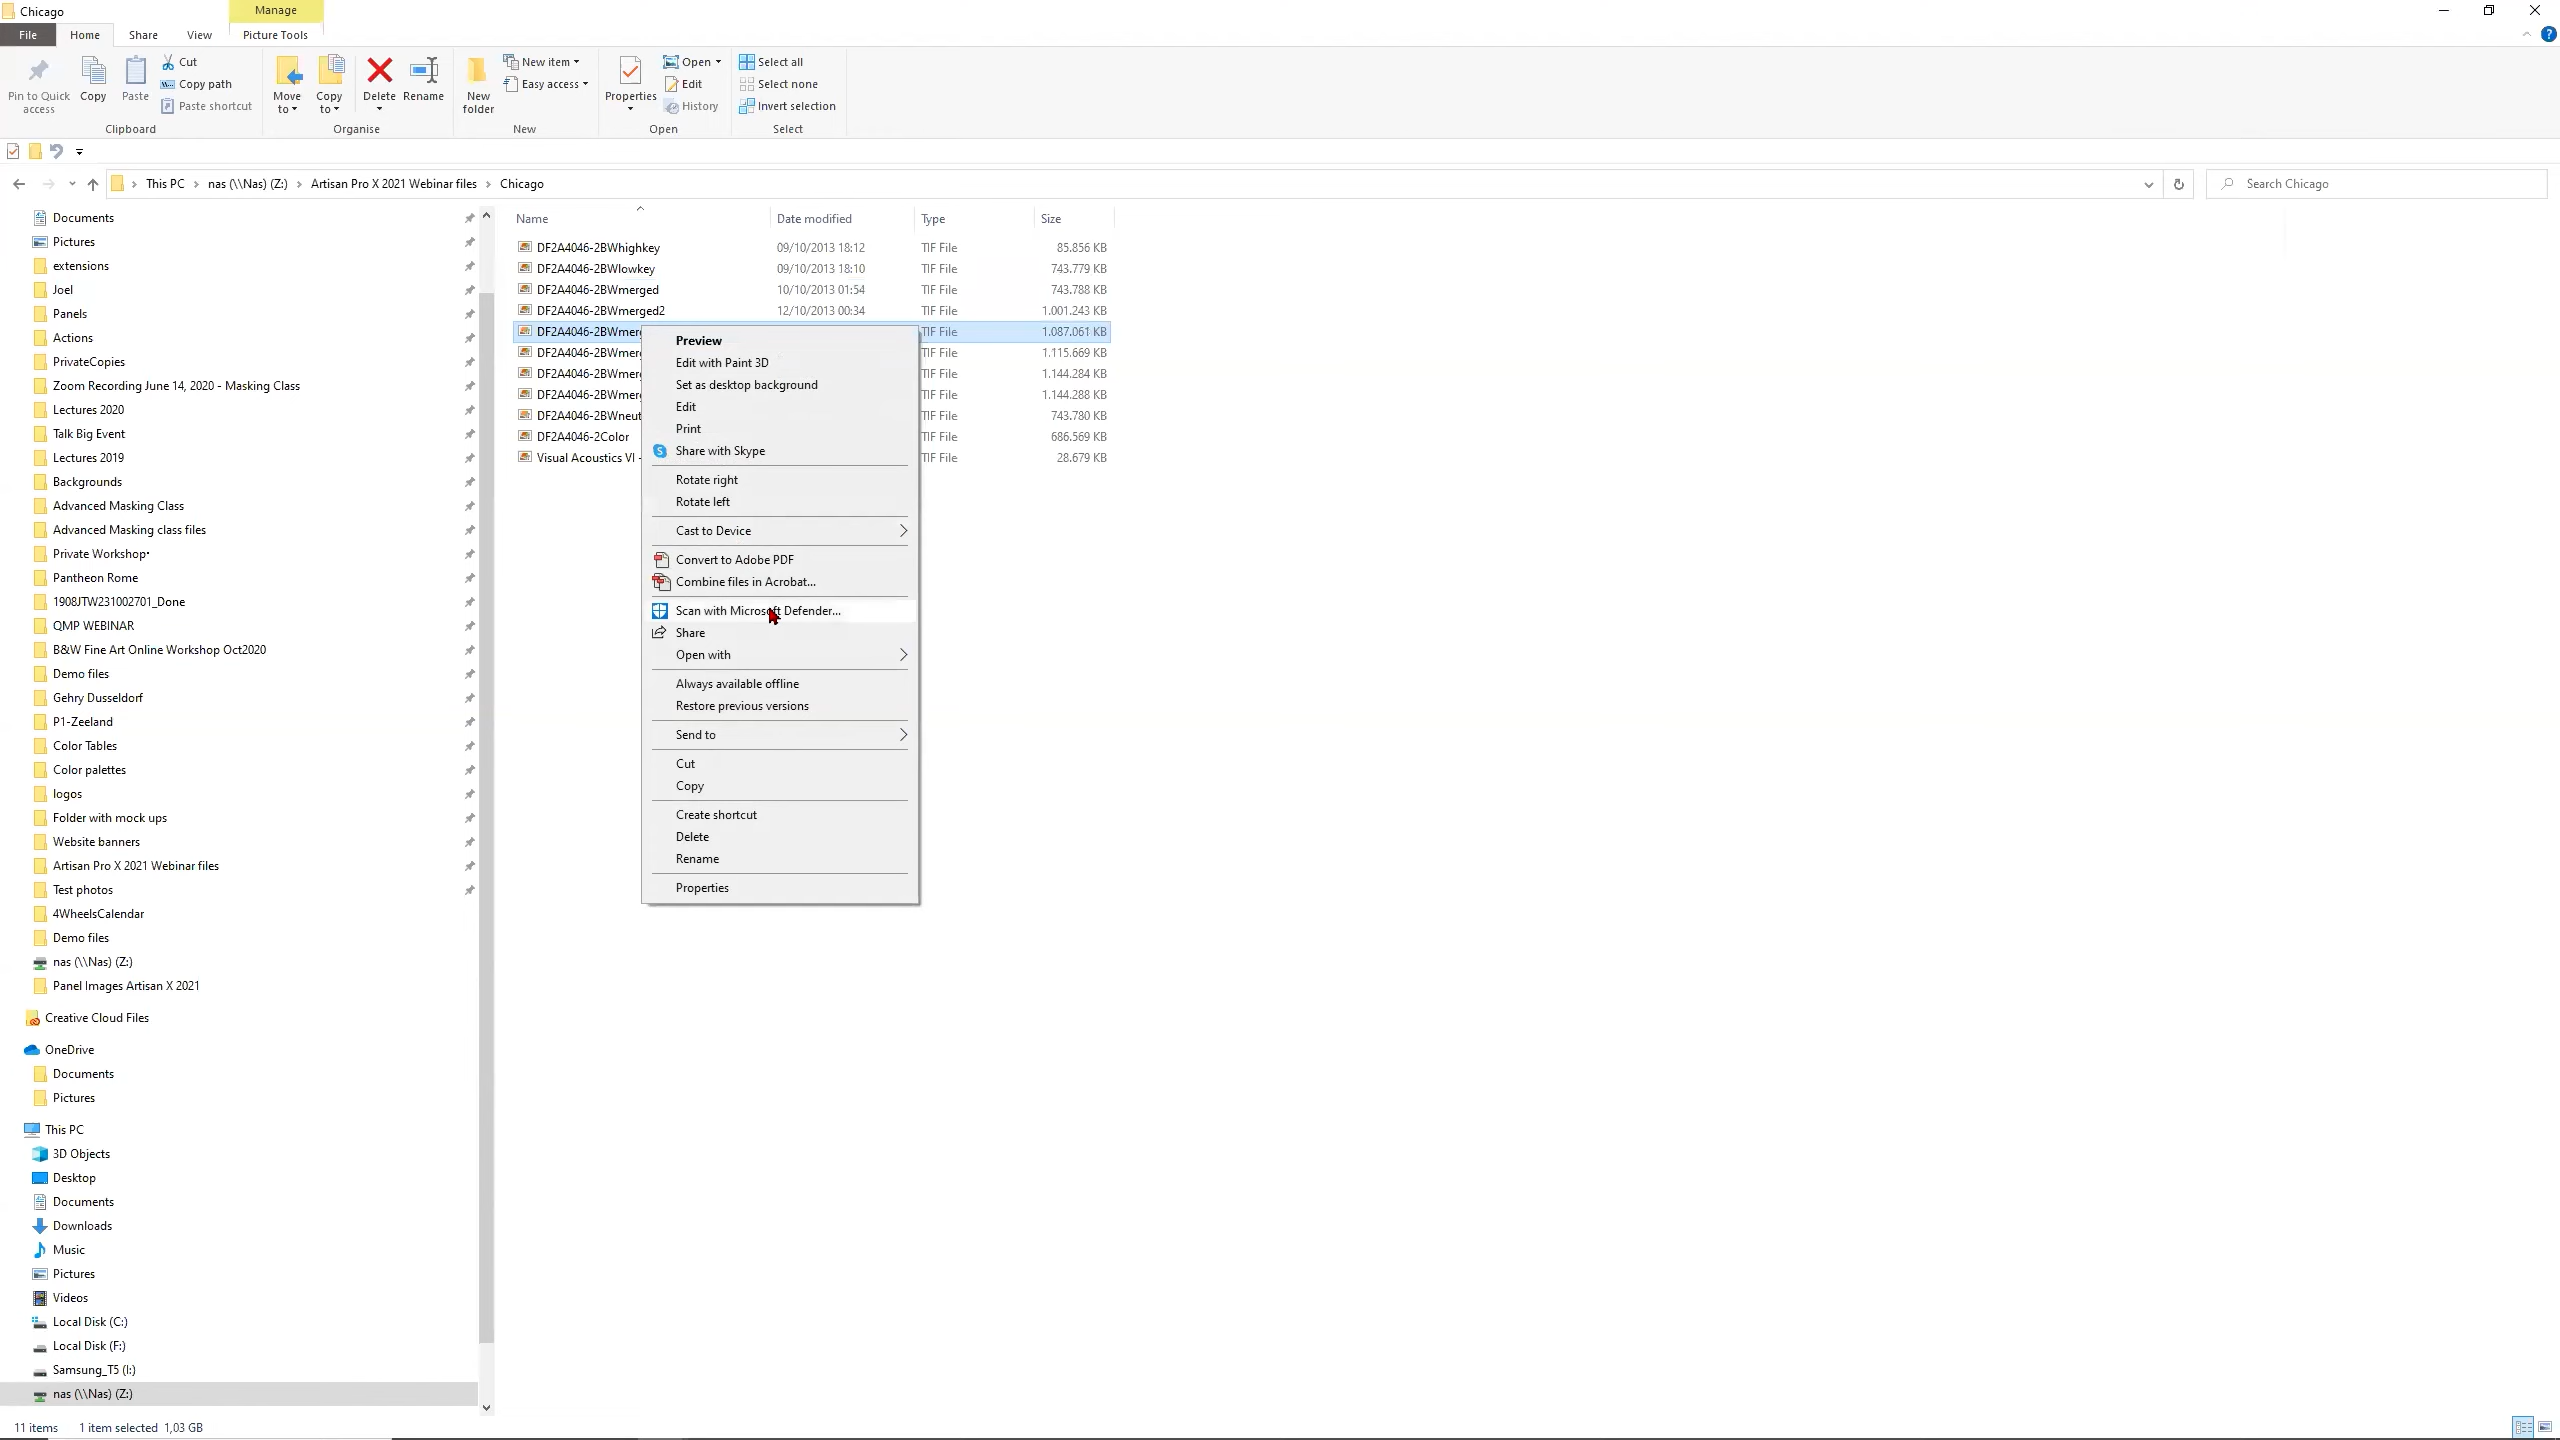 Chicago
Manage
File
Home
Share
View
Picture Tools
Pin to Quick access
Copy
Paste
Cut
Copy path
Paste shortcut
Clipboard
Move to
Copy to
Delete
Rename
Organise
New folder
New item
Easy access
New
Properties
Open
Edit
History
Open
Select all
Select none
Invert selection
Select
This PC
nas (\\Nas) (Z:)
Artisan Pro X 2021 Webinar files
Chicago
Search Chicago
Documents
Pictures
extensions
Joel
Panels
Actions
PrivateCopies
Zoom Recording June 14, 2020 - Masking Class
Lectures 2020
Talk Big Event
Lectures 2019
Backgrounds
Advanced Masking Class
Advanced Masking class files
Private Workshop·
Pantheon Rome
1908JTW231002701_Done
QMP WEBINAR
B&W Fine Art Online Workshop Oct2020
Demo files
Gehry Dusseldorf
P1-Zeeland
Color Tables
Color palettes
logos
Folder with mock ups
Website banners
Artisan Pro X 2021 Webinar files
Test photos
4WheelsCalendar
Demo files
nas (\\Nas) (Z:)
Panel Images Artisan X 2021
Creative Cloud Files
OneDrive
Documents
Pictures
This PC
3D Objects
Desktop
Documents
Downloads
Music
Pictures
Videos
Local Disk (C:)
Local Disk (F:)
Samsung_T5 (I:)
nas (\\Nas) (Z:)
Name Date modified Type Size
DF2A4046-2BWhighkey 09/10/2013 18:12 TIF File 85.856 KB
DF2A4046-2BWlowkey 09/10/2013 18:10 TIF File 743.779 KB
DF2A4046-2BWmerged 10/10/2013 01:54 TIF File 743.788 KB
DF2A4046-2BWmerged2 12/10/2013 00:34 TIF File 1.001.243 KB
DF2A4046-2BWmer TIF File 1.087.061 KB
DF2A4046-2BWmer TIF File 1.115.669 KB
DF2A4046-2BWmer TIF File 1.144.284 KB
DF2A4046-2BWmer TIF File 1.144.288 KB
DF2A4046-2BWneut TIF File 743.780 KB
DF2A4046-2Color TIF File 686.569 KB
Visual Acoustics VI - TIF File 28.679 KB
Preview
Edit with Paint 3D
Set as desktop background
Edit
Print
Share with Skype
Rotate right
Rotate left
Cast to Device
Convert to Adobe PDF
Combine files in Acrobat...
Scan with Microsoft Defender...
Share
Open with
Always available offline
Restore previous versions
Send to
Cut
Copy
Create shortcut
Delete
Rename
Properties
11 items 1 item selected 1,03 GB